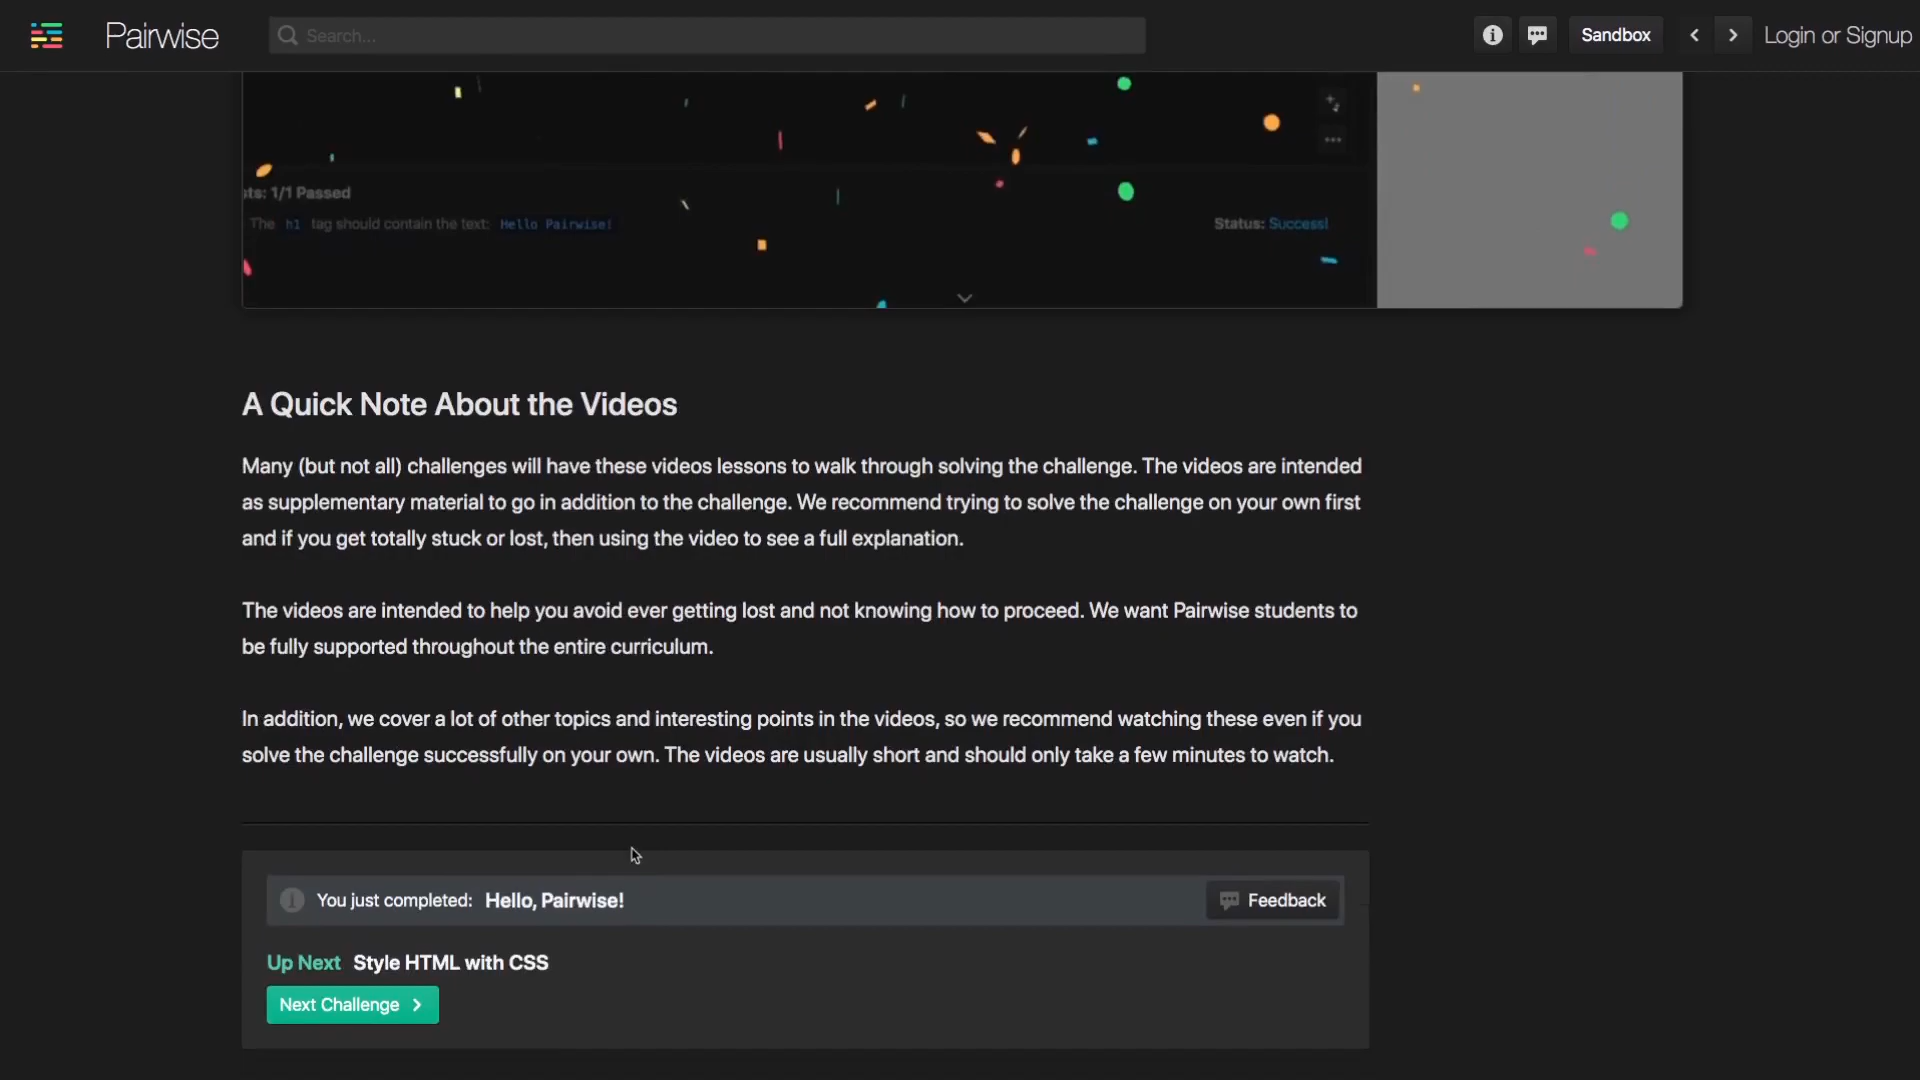 Pairwise
Search...
Sandbox
Login or Signup
sts: 1/1 Passed
The h1 tag should contain the text: Hello Pairwise!
Status: Success!
A Quick Note About the Videos
Many (but not all) challenges will have these videos lessons to walk through solving the challenge. The videos are intended
as supplementary material to go in addition to the challenge. We recommend trying to solve the challenge on your own first
and if you get totally stuck or lost, then using the video to see a full explanation.
The videos are intended to help you avoid ever getting lost and not knowing how to proceed. We want Pairwise students to
be fully supported throughout the entire curriculum.
In addition, we cover a lot of other topics and interesting points in the videos, so we recommend watching these even if you
solve the challenge successfully on your own. The videos are usually short and should only take a few minutes to watch.
You just completed: Hello, Pairwise!
Feedback
Up Next Style HTML with CSS
Next Challenge